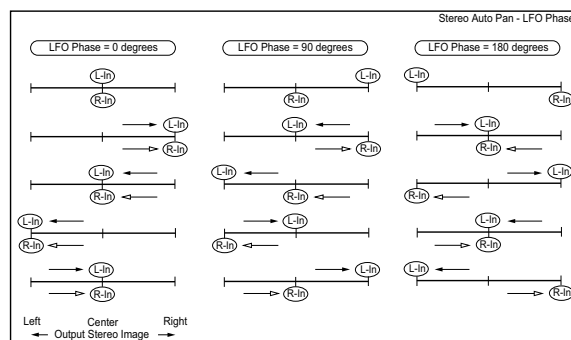 Stereo Auto Pan - LFO Phase
LFO Phase = 0 degrees
LFO Phase = 90 degrees
LFO Phase = 180 degrees
L-In
R-In
L-In
R-In
L-In
R-In
L-In
R-In
L-In
R-In
L-In
R-In
L-In
R-In
L-In
R-In
L-In
R-In
L-In
R-In
L-In
R-In
L-In
R-In
L-In
R-In
L-In
R-In
L-In
R-In
Left Center Right
Output Stereo Image